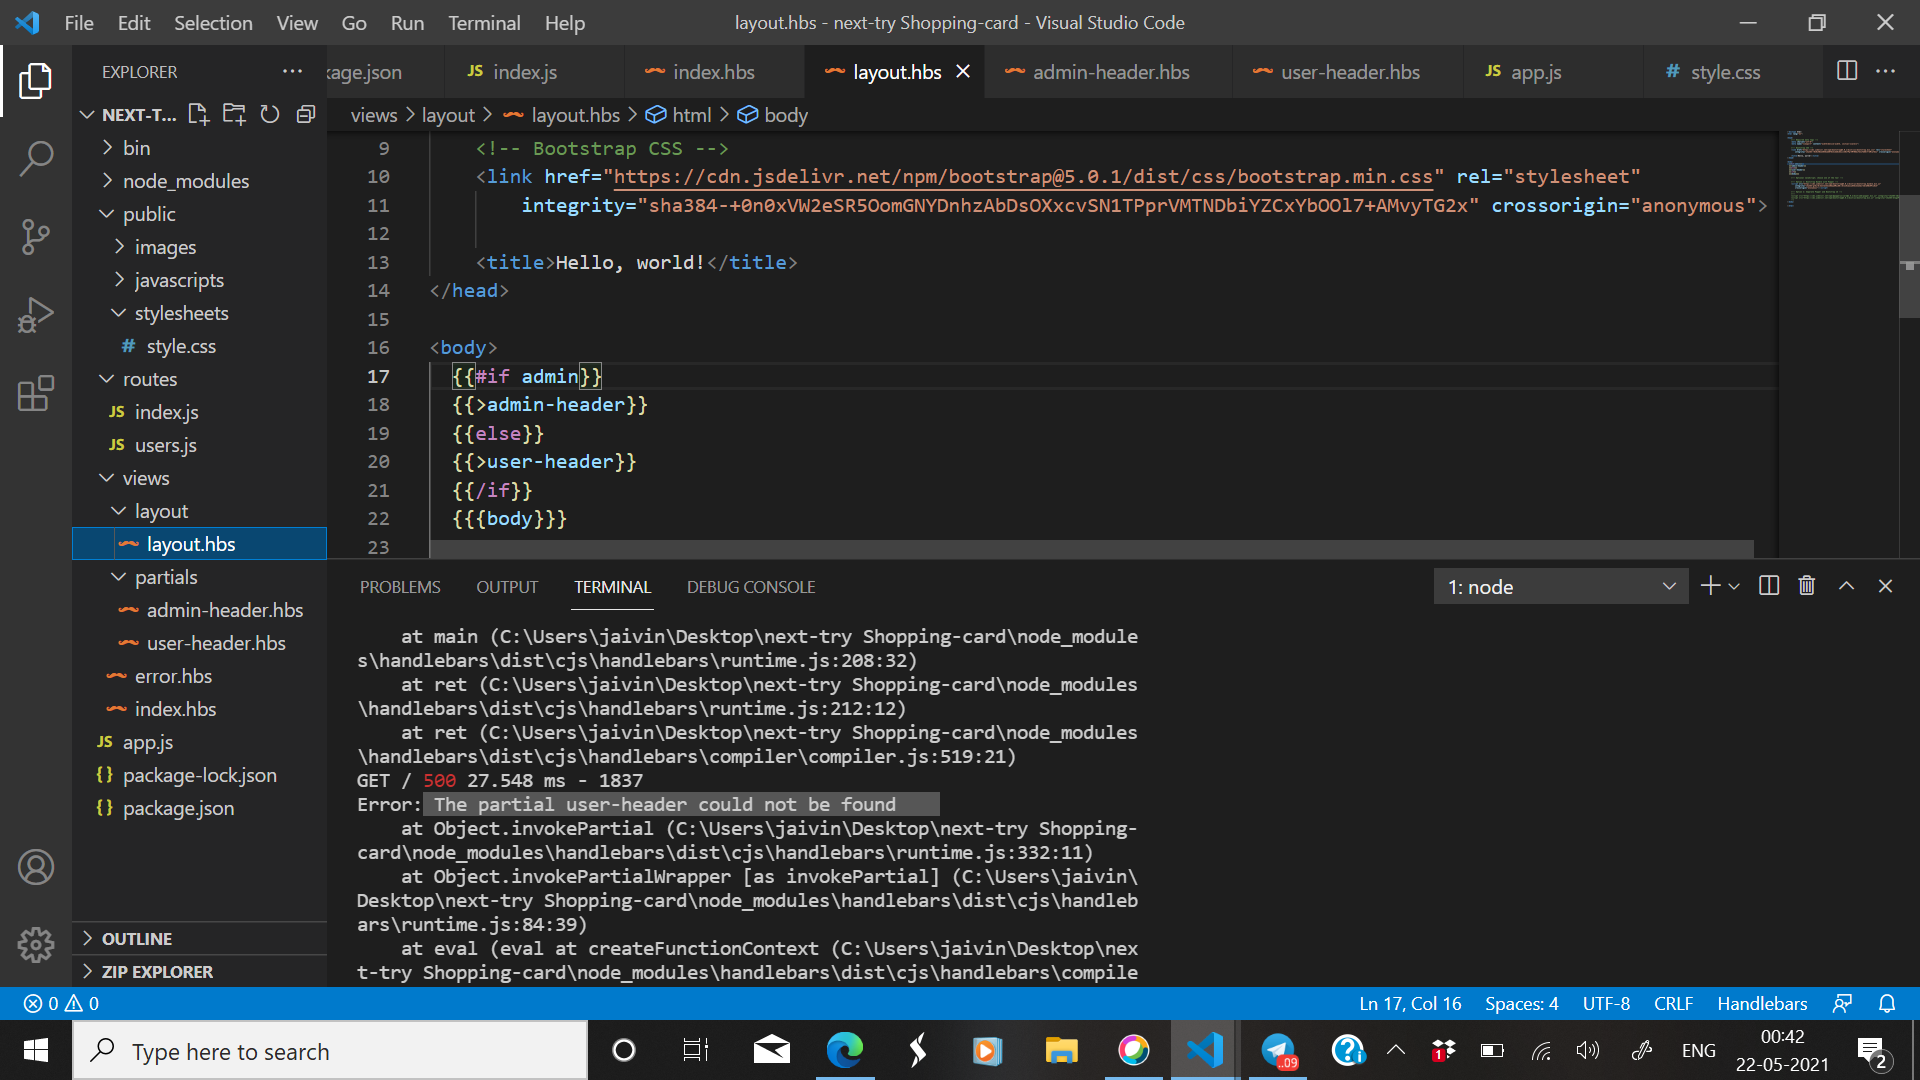 File Edit Selection View Go Run Terminal Help
layout.hbs - next-try Shopping-card - Visual Studio Code
EXPLORER
kage.json
JS index.js
index.hbs
layout.hbs
admin-header.hbs
user-header.hbs
JS app.js
# style.css
NEXT-T...
bin
node_modules
public
images
javascripts
stylesheets
# style.css
routes
JS index.js
JS users.js
views
layout
layout.hbs
partials
admin-header.hbs
user-header.hbs
error.hbs
index.hbs
JS app.js
{} package-lock.json
{} package.json
OUTLINE
ZIP EXPLORER
views > layout > layout.hbs > html > body
9 <!-- Bootstrap CSS -->
10 <link href="https://cdn.jsdelivr.net/npm/bootstrap@5.0.1/dist/css/bootstrap.min.css" rel="stylesheet"
11 integrity="sha384-+0n0xVW2eSR5OomGNYDnhzAbDsOXxcvSN1TPprVMTNDbiYZCxYbOOl7+AMvyTG2x" crossorigin="anonymous">
12
13 <title>Hello, world!</title>
14 </head>
15
16 <body>
17 {{#if admin}}
18 {{>admin-header}}
19 {{else}}
20 {{>user-header}}
21 {{/if}}
22 {{{body}}}
23
PROBLEMS OUTPUT TERMINAL DEBUG CONSOLE
1: node
at main (C:\Users\jaivin\Desktop\next-try Shopping-card\node_module
s\handlebars\dist\cjs\handlebars\runtime.js:208:32)
at ret (C:\Users\jaivin\Desktop\next-try Shopping-card\node_modules
\handlebars\dist\cjs\handlebars\runtime.js:212:12)
at ret (C:\Users\jaivin\Desktop\next-try Shopping-card\node_modules
\handlebars\dist\cjs\handlebars\compiler\compiler.js:519:21)
GET / 500 27.548 ms - 1837
Error: The partial user-header could not be found
at Object.invokePartial (C:\Users\jaivin\Desktop\next-try Shopping-
card\node_modules\handlebars\dist\cjs\handlebars\runtime.js:332:11)
at Object.invokePartialWrapper [as invokePartial] (C:\Users\jaivin\
Desktop\next-try Shopping-card\node_modules\handlebars\dist\cjs\handleb
ars\runtime.js:84:39)
at eval (eval at createFunctionContext (C:\Users\jaivin\Desktop\nex
t-try Shopping-card\node_modules\handlebars\dist\cjs\handlebars\compile
0 0
Ln 17, Col 16 Spaces: 4 UTF-8 CRLF Handlebars
Type here to search
..09
1
ENG
00:42
22-05-2021
2